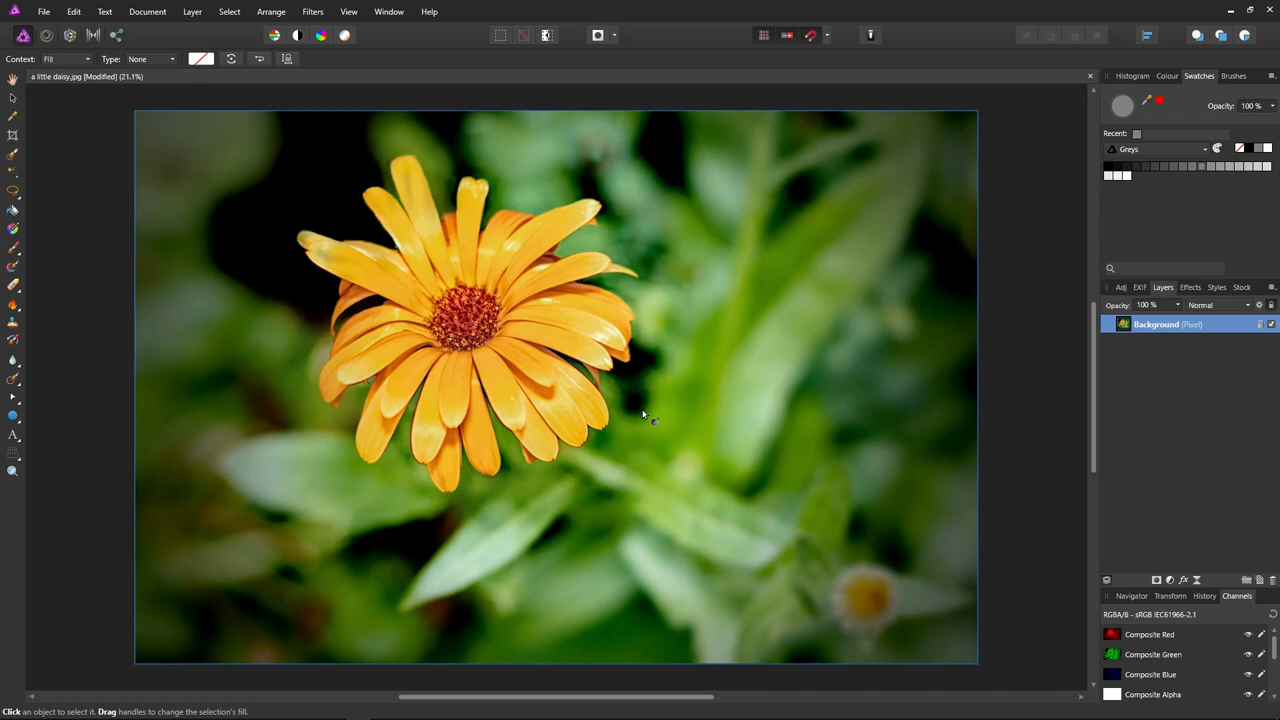 File Edit Text Document Layer Select Arrange Filters View Window Help
Context: Fill Type: None
a little daisy.jpg [Modified] (21.1%)
Histogram Colour Swatches Brushes
Opacity: 100 %
Recent:
Greys
Adj EXIF Layers Effects Styles Stock
Opacity: 100 % Normal
Background (Pixel)
Navigator Transform History Channels
RGBA/8 - sRGB IEC61966-2.1
Composite Red
Composite Green
Composite Blue
Composite Alpha
Click an object to select it. Drag handles to change the selection's fill.